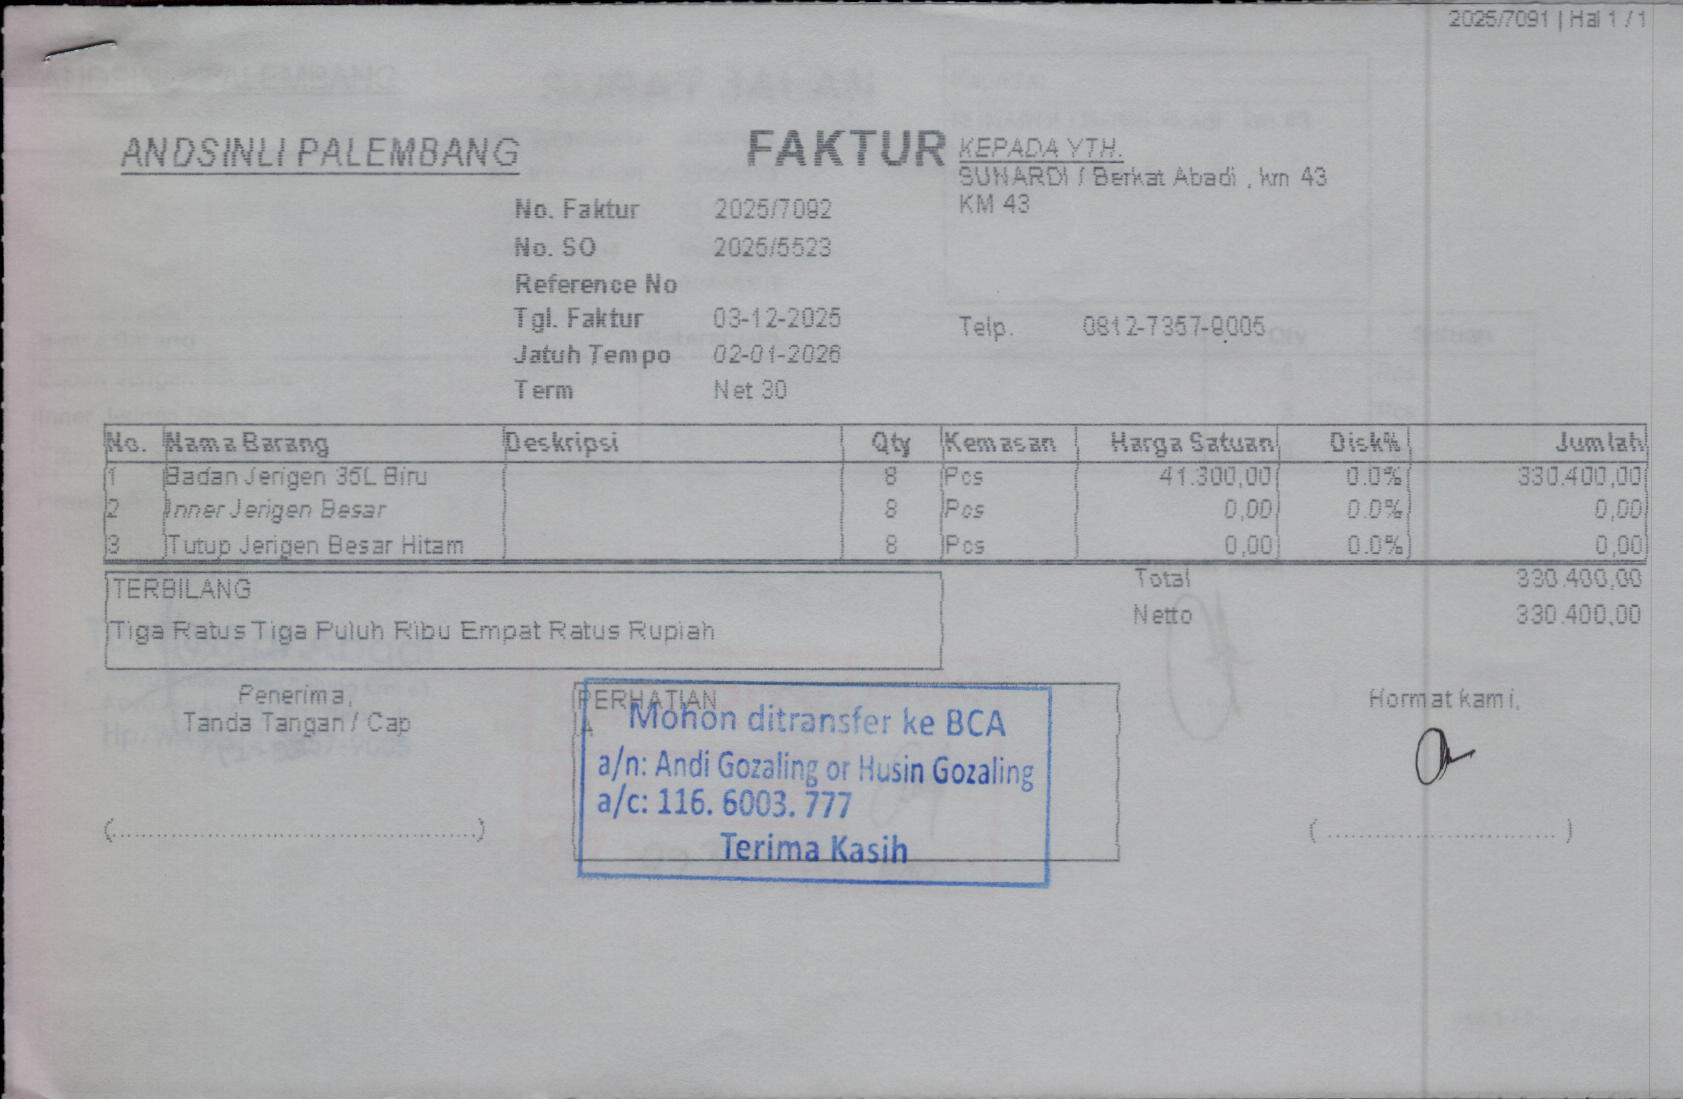 2025/7091 | Hal 1 / 1
ANDSINLI PALEMBANG
FAKTUR
KEPADA YTH.
SUNARDI / Berkat Abadi , km 43
KM 43
No. Faktur 2025/7092
No. SO 2025/5523
Reference No
Tgl. Faktur 03-12-2025
Telp. 0812-7357-9005
Jatuh Tempo 02-01-2026
Term Net 30
No. Nama Barang Deskripsi Qty Kemasan Harga Satuan Disk% Jumlah
1 Badan Jerigen 35L Biru 8 Pcs 41.300,00 0.0% 330.400,00
2 Inner Jerigen Besar 8 Pcs 0,00 0.0% 0,00
3 Tutup Jerigen Besar Hitam 8 Pcs 0,00 0.0% 0,00
TERBILANG
Tiga Ratus Tiga Puluh Ribu Empat Ratus Rupiah
Total 330.400,00
Netto 330.400,00
Penerima,
Tanda Tangan / Cap
PERHATIAN
Mohon ditransfer ke BCA
a/n: Andi Gozaling or Husin Gozaling
a/c: 116. 6003. 777
Terima Kasih
Hormat kami,
(................................................)
(..............................)